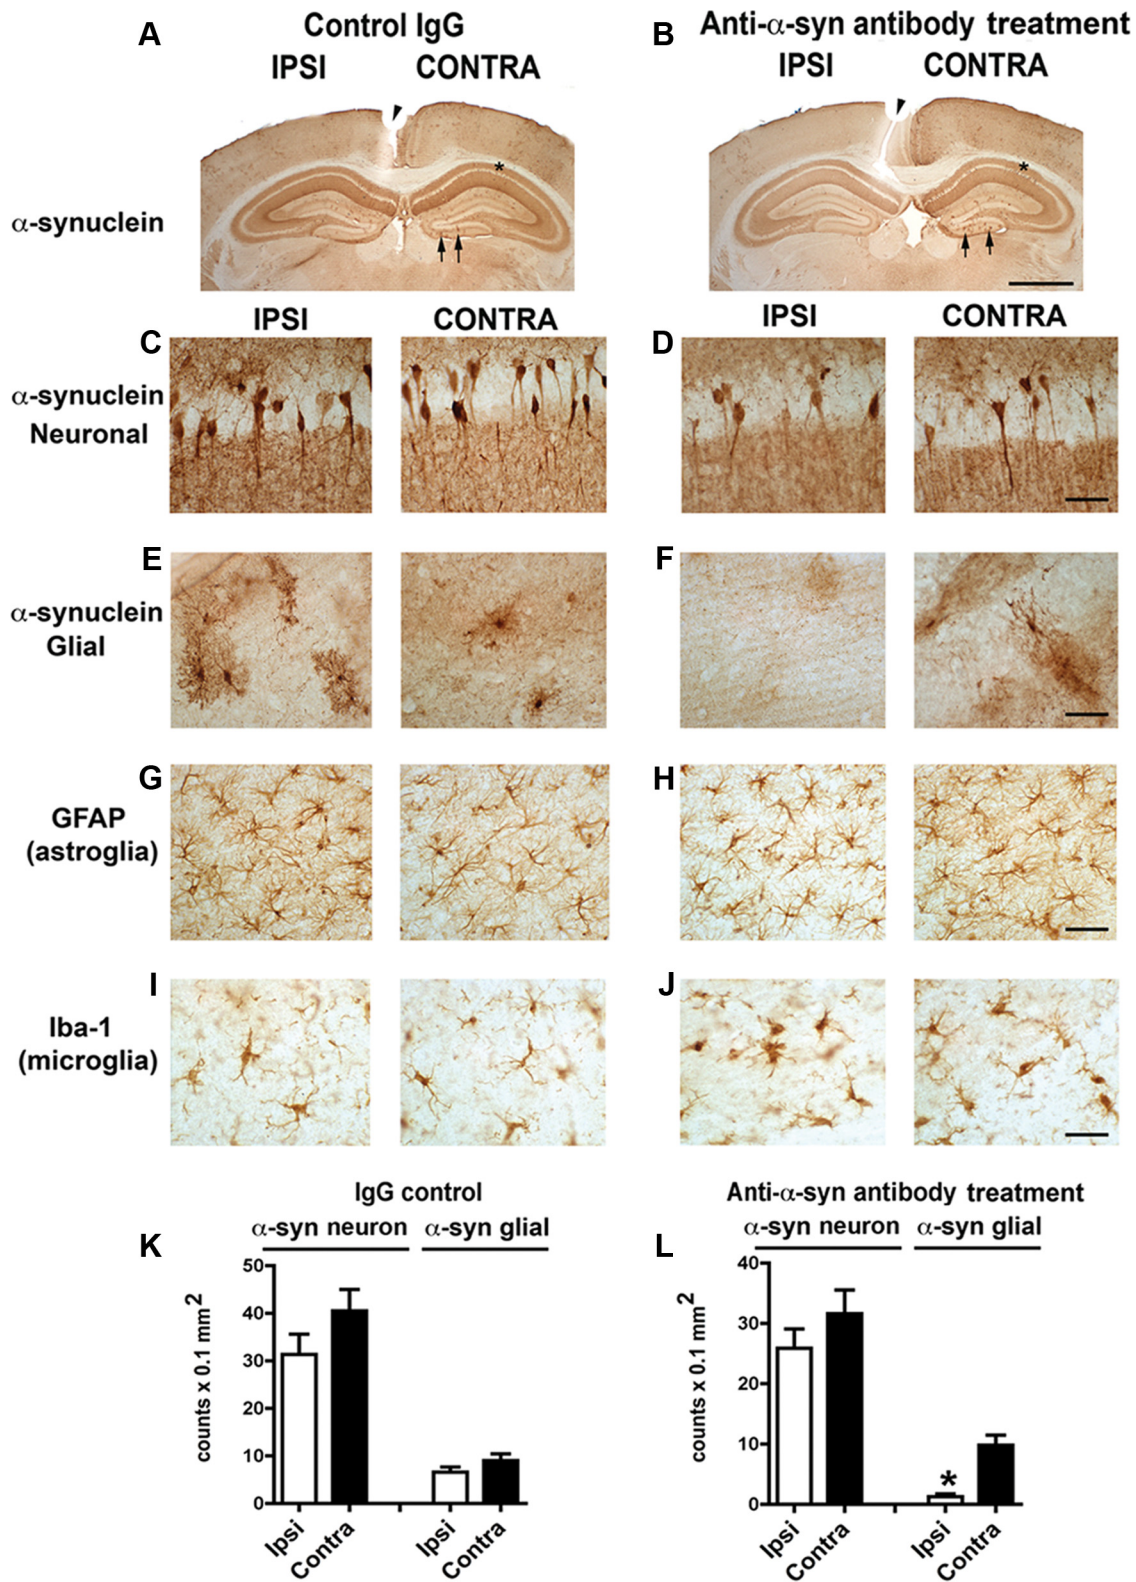 A Control IgG
IPSI CONTRA
B Anti-α-syn antibody treatment
IPSI CONTRA
α-synuclein
*
*
IPSI CONTRA
IPSI CONTRA
C
D
α-synuclein
Neuronal
E
F
α-synuclein
Glial
G
H
GFAP
(astroglia)
I
J
Iba-1
(microglia)
K
IgG control
α-syn neuron α-syn glial
counts x 0.1 mm2
50
40
30
20
10
0
Ipsi
Contra
Ipsi
Contra
L
Anti-α-syn antibody treatment
α-syn neuron α-syn glial
counts x 0.1 mm2
40
30
20
10
0
*
Ipsi
Contra
Ipsi
Contra